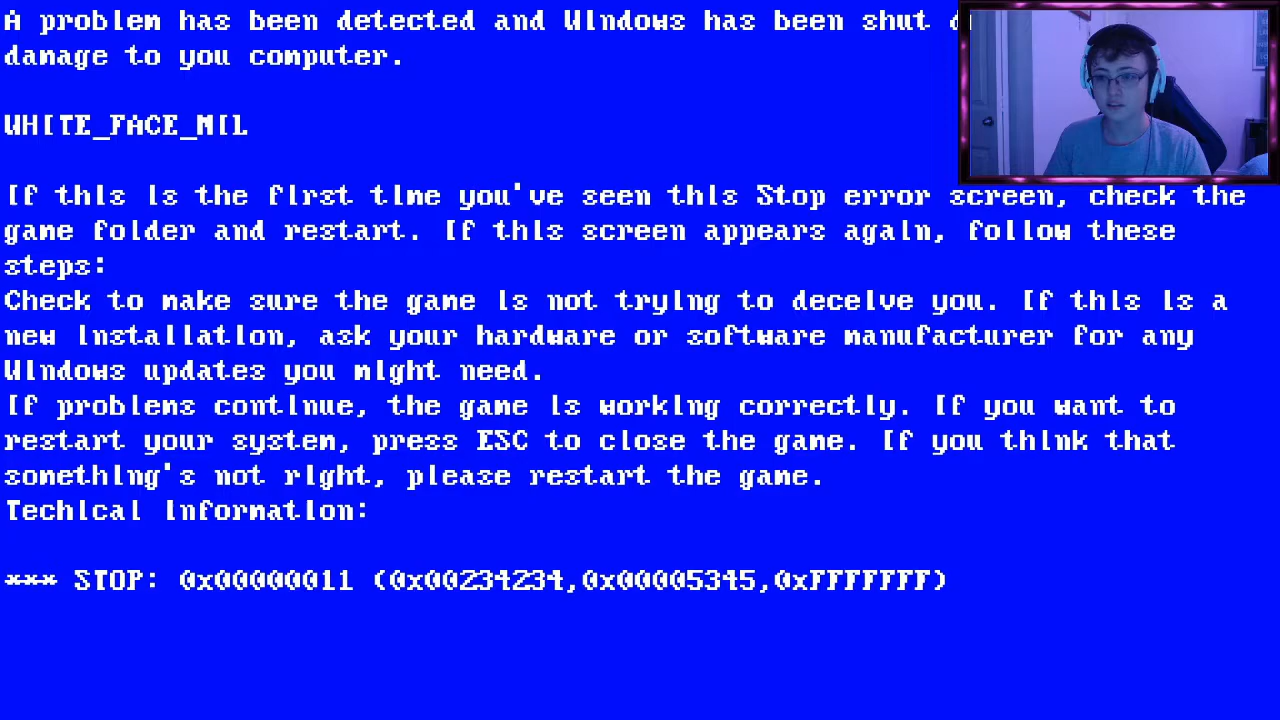 A problem has been detected and Windows has been shut
damage to you computer.
WHITE_FACE_MIL
If this is the first time you've seen this Stop error screen, check the
game folder and restart. If this screen appears again, follow these
steps:
Check to make sure the game is not trying to deceive you. If this is a
new installation, ask your hardware or software manufacturer for any
Windows updates you might need.
If problems continue, the game is working correctly. If you want to
restart your system, press ESC to close the game. If you think that
something's not right, please restart the game.
Techical information:
*** STOP: 0x00000011 (0x00234234,0x00005345,0xFFFFFFF)